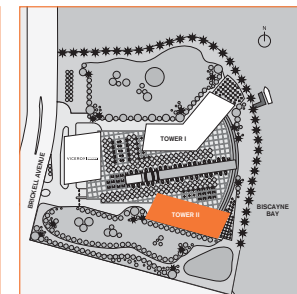 N
TOWER I
VICEROY
BRICKELL AVENUE
TOWER II
BISCAYNE
BAY